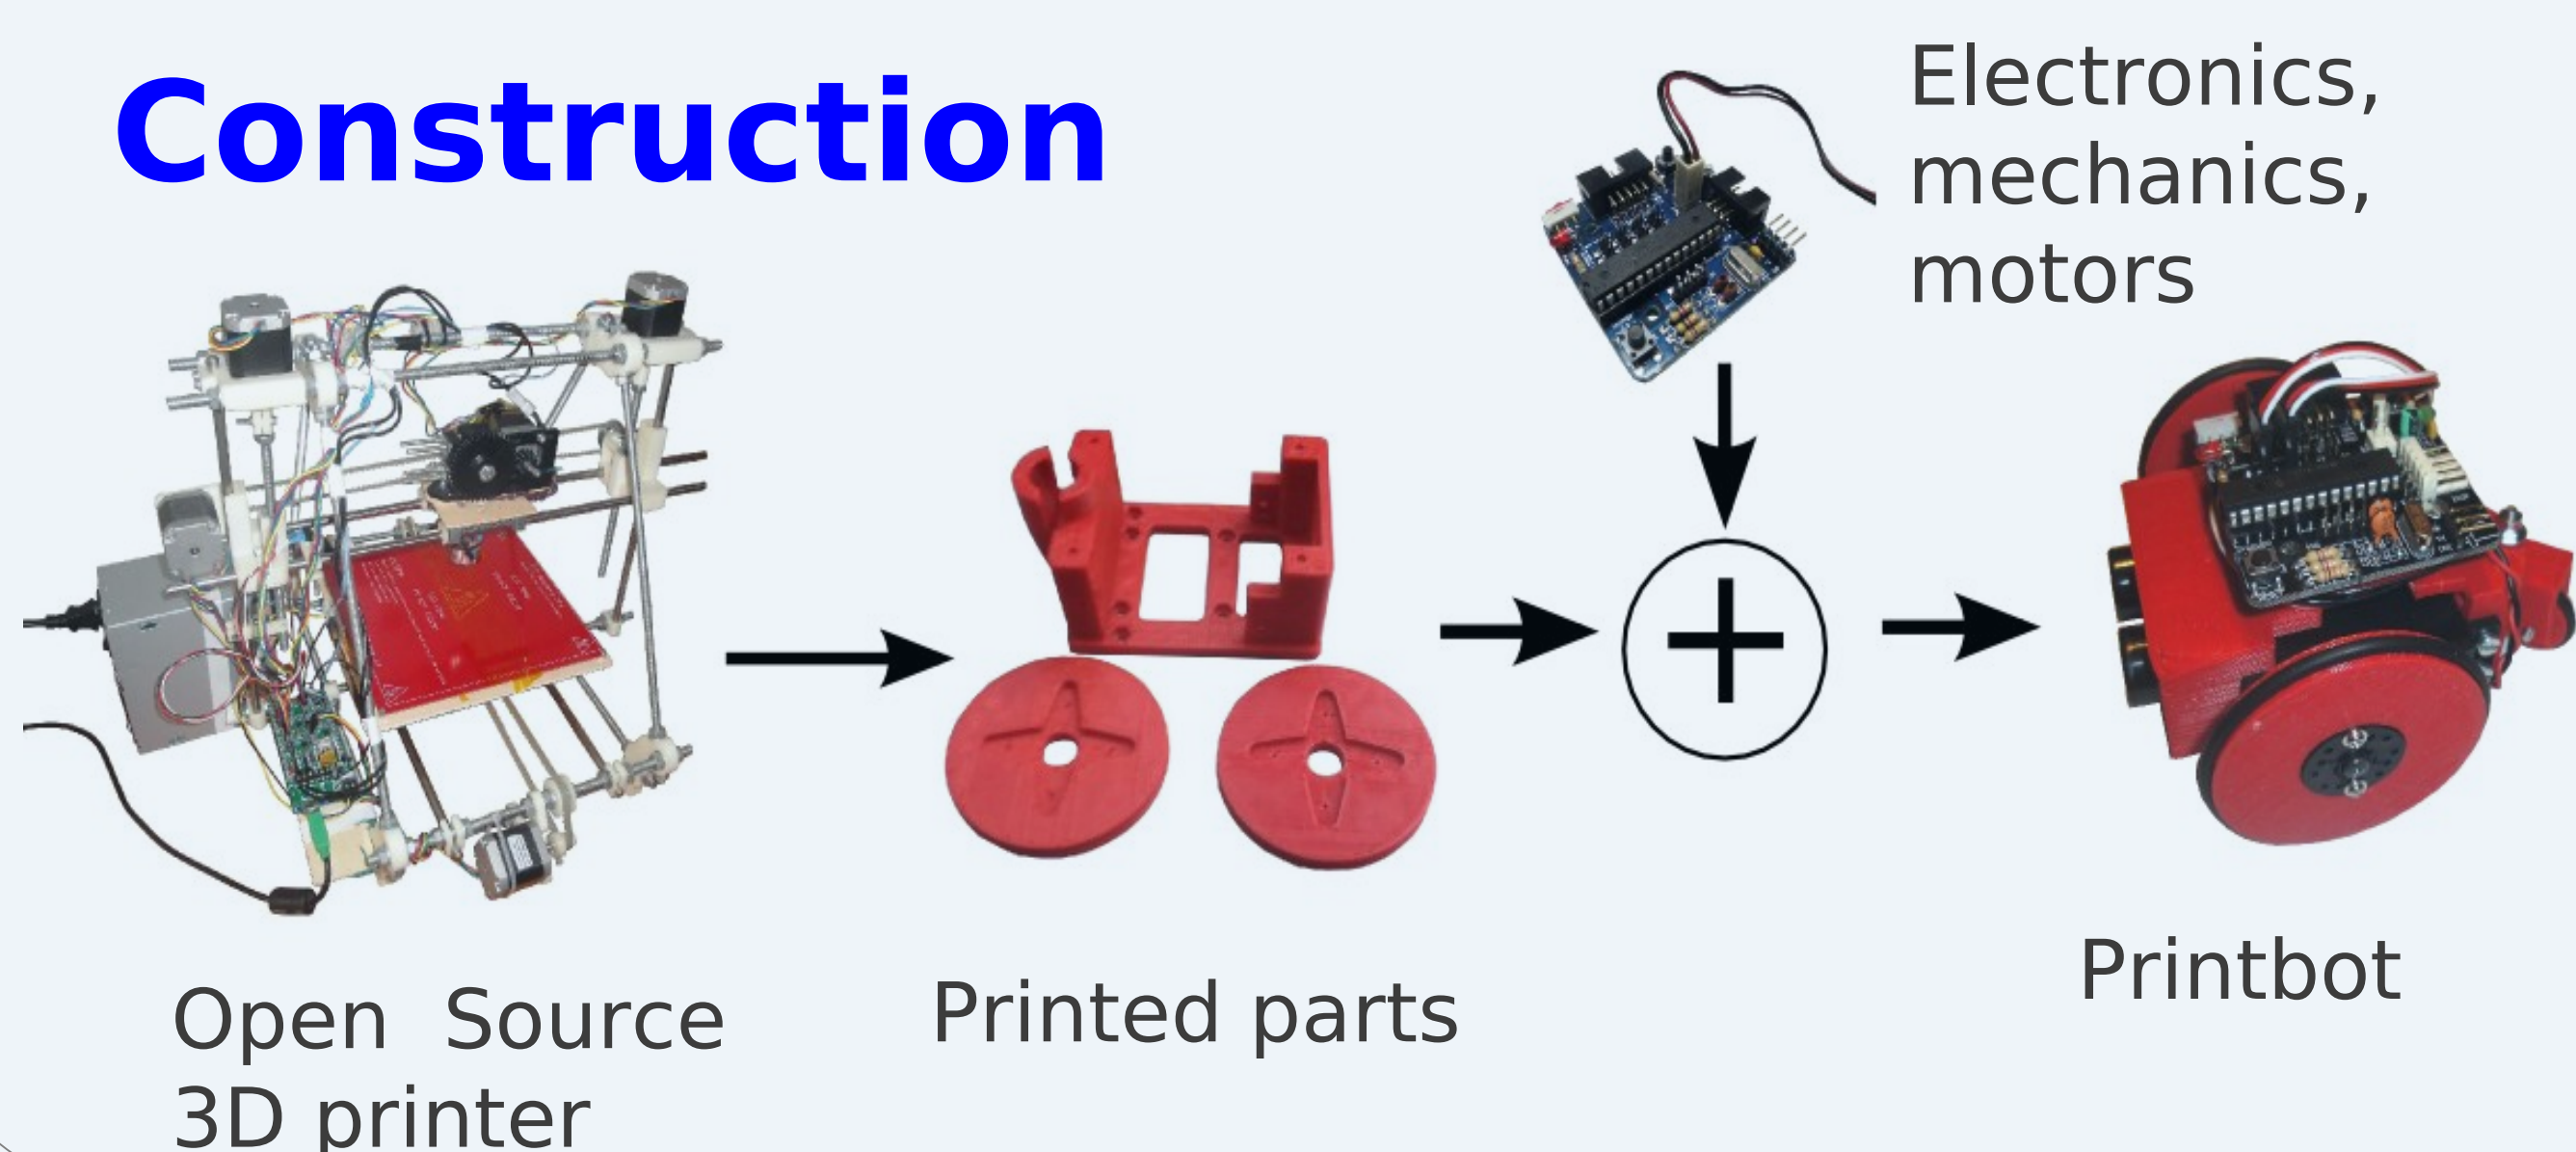 Construction
Electronics,
mechanics,
motors
Open Source
3D printer
Printed parts
Printbot